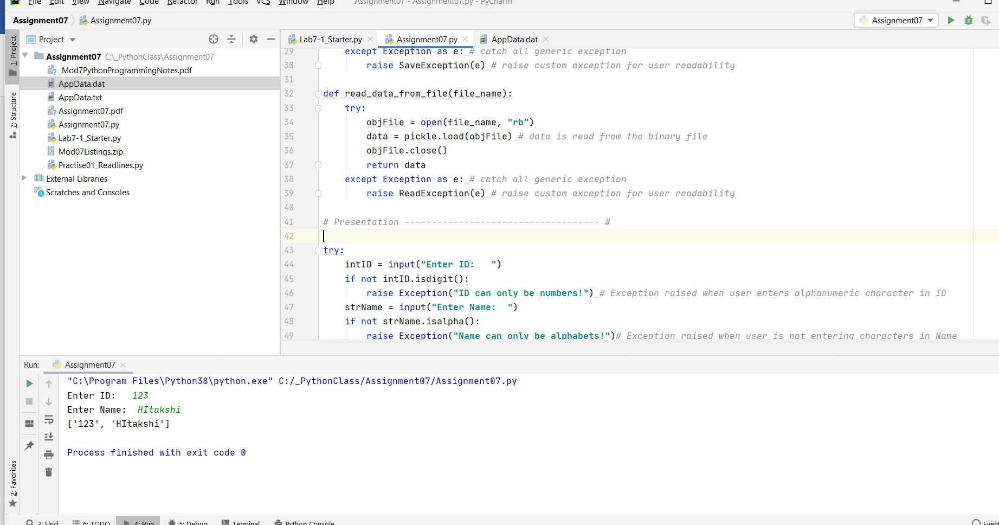 File Edit View Navigate Code Refactor Run Tools VCS Window Help Assignment07 - Assignment07.py - PyCharm
Assignment07 Assignment07.py Assignment07
1: Project
7: Structure
2: Favorites
Project
Assignment07 C:\_PythonClass\Assignment07
_Mod7PythonProgrammingNotes.pdf
AppData.dat
AppData.txt
Assignment07.pdf
Assignment07.py
Lab7-1_Starter.py
Mod07Listings.zip
Practise01_Readlines.py
External Libraries
Scratches and Consoles
Lab7-1_Starter.py Assignment07.py AppData.dat
29 except Exception as e: # catch all generic exception
30 raise SaveException(e) # raise custom exception for user readability
31
32 def read_data_from_file(file_name):
33 try:
34 objFile = open(file_name, "rb")
35 data = pickle.load(objFile) # data is read from the binary file
36 objFile.close()
37 return data
38 except Exception as e: # catch all generic exception
39 raise ReadException(e) # raise custom exception for user readability
40
41 # Presentation ------------------------------------ #
42
43 try:
44 intID = input("Enter ID:   ")
45 if not intID.isdigit():
46 raise Exception("ID can only be numbers!") # Exception raised when user enters alphanumeric character in ID
47 strName = input("Enter Name:  ")
48 if not strName.isalpha():
49 raise Exception("Name can only be alphabets!")# Exception raised when user is not entering characters in Name
Run: Assignment07
"C:\Program Files\Python38\python.exe" C:/_PythonClass/Assignment07/Assignment07.py
Enter ID:   123
Enter Name:  HItakshi
['123', 'HItakshi']
Process finished with exit code 0
3: Find 6: TODO 4: Run 5: Debug Terminal Python Console Event